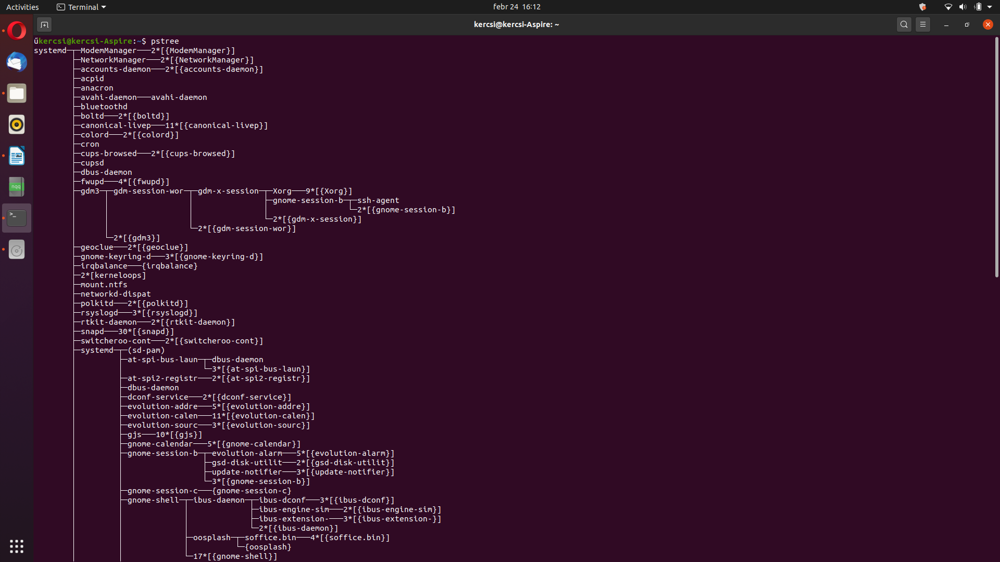 Activities Terminal febr 24 16:12
kercsi@kercsi-Aspire: ~
űkercsi@kercsi-Aspire:~$ pstree
systemd─┬─ModemManager───2*[{ModemManager}]
        ├─NetworkManager───2*[{NetworkManager}]
        ├─accounts-daemon───2*[{accounts-daemon}]
        ├─acpid
        ├─anacron
        ├─avahi-daemon───avahi-daemon
        ├─bluetoothd
        ├─boltd───2*[{boltd}]
        ├─canonical-livep───11*[{canonical-livep}]
        ├─colord───2*[{colord}]
        ├─cron
        ├─cups-browsed───2*[{cups-browsed}]
        ├─cupsd
        ├─dbus-daemon
        ├─fwupd───4*[{fwupd}]
        ├─gdm3─┬─gdm-session-wor─┬─gdm-x-session─┬─Xorg───9*[{Xorg}]
        │      │                 │               ├─gnome-session-b─┬─ssh-agent
        │      │                 │               │                 └─2*[{gnome-session-b}]
        │      │                 │               └─2*[{gdm-x-session}]
        │      │                 └─2*[{gdm-session-wor}]
        │      └─2*[{gdm3}]
        ├─geoclue───2*[{geoclue}]
        ├─gnome-keyring-d───3*[{gnome-keyring-d}]
        ├─irqbalance───{irqbalance}
        ├─2*[kerneloops]
        ├─mount.ntfs
        ├─networkd-dispat
        ├─polkitd───2*[{polkitd}]
        ├─rsyslogd───3*[{rsyslogd}]
        ├─rtkit-daemon───2*[{rtkit-daemon}]
        ├─snapd───30*[{snapd}]
        ├─switcheroo-cont───2*[{switcheroo-cont}]
        ├─systemd─┬─(sd-pam)
        │         ├─at-spi-bus-laun─┬─dbus-daemon
        │         │                 └─3*[{at-spi-bus-laun}]
        │         ├─at-spi2-registr───2*[{at-spi2-registr}]
        │         ├─dbus-daemon
        │         ├─dconf-service───2*[{dconf-service}]
        │         ├─evolution-addre───5*[{evolution-addre}]
        │         ├─evolution-calen───11*[{evolution-calen}]
        │         ├─evolution-sourc───3*[{evolution-sourc}]
        │         ├─gjs───10*[{gjs}]
        │         ├─gnome-calendar───5*[{gnome-calendar}]
        │         ├─gnome-session-b─┬─evolution-alarm───5*[{evolution-alarm}]
        │         │                 ├─gsd-disk-utilit───2*[{gsd-disk-utilit}]
        │         │                 ├─update-notifier───3*[{update-notifier}]
        │         │                 └─3*[{gnome-session-b}]
        │         ├─gnome-session-c───{gnome-session-c}
        │         ├─gnome-shell─┬─ibus-daemon─┬─ibus-dconf───3*[{ibus-dconf}]
        │         │             │             ├─ibus-engine-sim───2*[{ibus-engine-sim}]
        │         │             │             ├─ibus-extension-───3*[{ibus-extension-}]
        │         │             │             └─2*[{ibus-daemon}]
        │         │             ├─oosplash─┬─soffice.bin───4*[{soffice.bin}]
        │         │             │          └─{oosplash}
        │         │             └─17*[{gnome-shell}]
nqq
>_